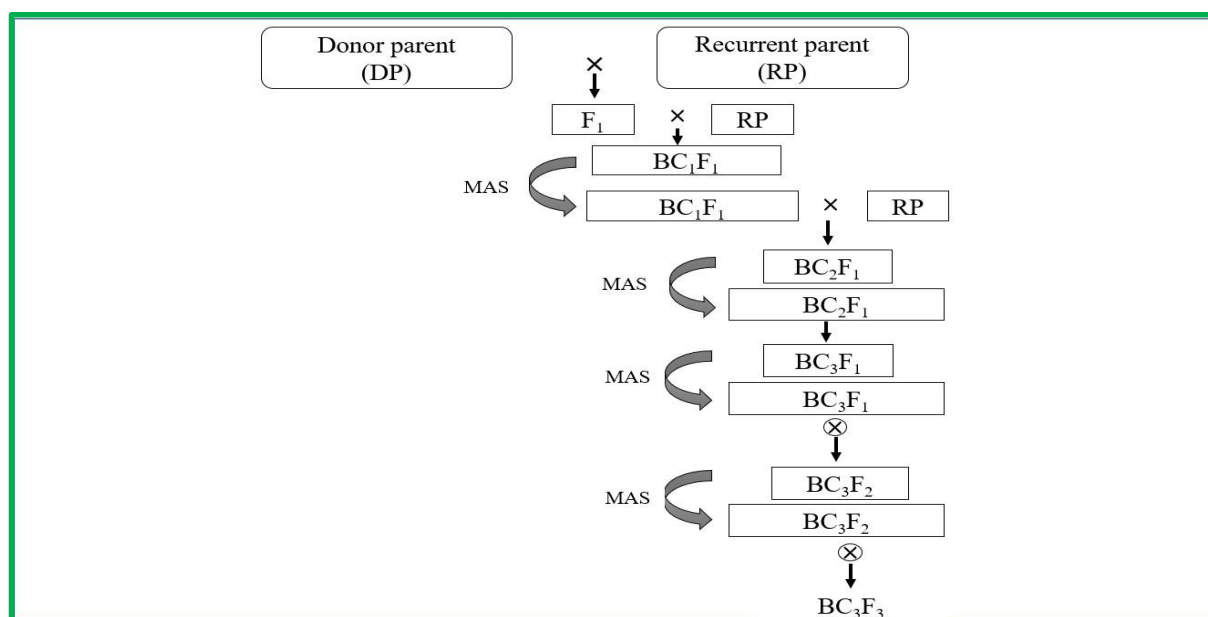 Donor parent
(DP)
×
Recurrent parent
(RP)
F₁ × RP
BC₁F₁
MAS
BC₁F₁ × RP
BC₂F₁
MAS
BC₂F₁
BC₃F₁
MAS
BC₃F₁
BC₃F₂
MAS
BC₃F₂
BC₃F₃